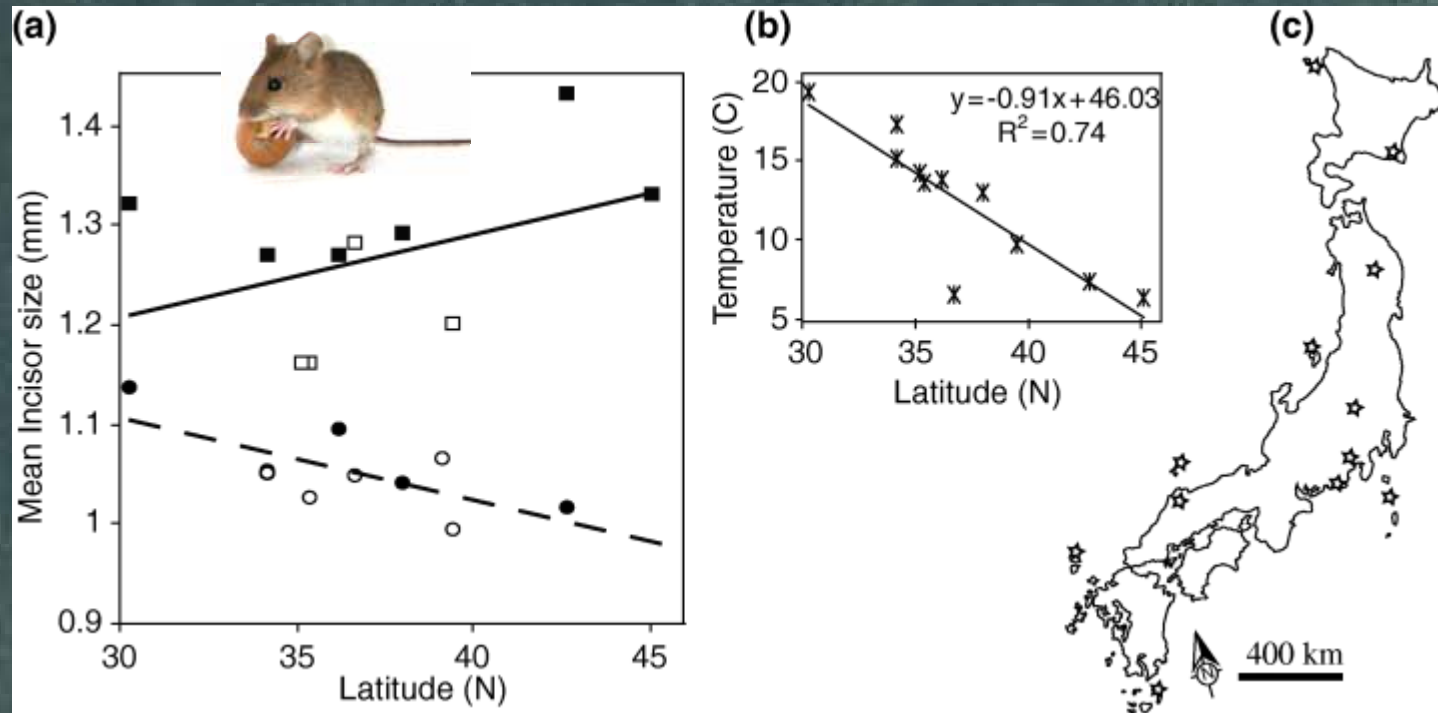 (a)
Mean Incisor size (mm)
1.4
1.3
1.2
1.1
1
0.9
30
35
40
45
Latitude (N)
(b)
Temperature (C)
20
15
10
5
y=-0.91x+46.03
R²=0.74
30
35
40
45
Latitude (N)
(c)
N
400 km